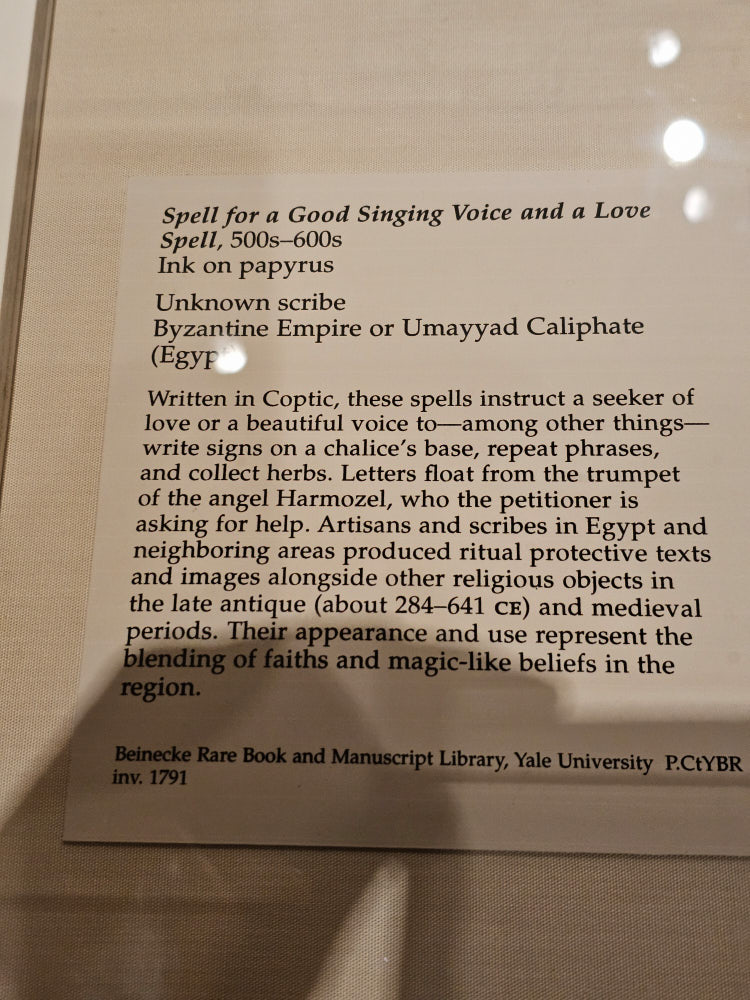 Spell for a Good Singing Voice and a Love
Spell, 500s–600s
Ink on papyrus
Unknown scribe
Byzantine Empire or Umayyad Caliphate
Written in Coptic, these spells instruct a seeker of
love or a beautiful voice to—among other things—
write signs on a chalice's base, repeat phrases,
and collect herbs. Letters float from the trumpet
of the angel Harmozel, who the petitioner is
asking for help. Artisans and scribes in Egypt and
neighboring areas produced ritual protective texts
and images alongside other religious objects in
the late antique (about 284–641 CE) and medieval
periods. Their appearance and use represent the
blending of faiths and magic-like beliefs in the
region.
Beinecke Rare Book and Manuscript Library, Yale University P.CtYBR
inv. 1791